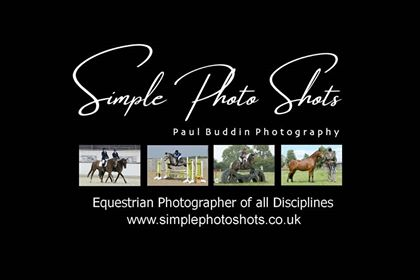 Simple Photo Shots
Paul Buddin Photography
Equestrian Photographer of all Disciplines
www.simplephotoshots.co.uk